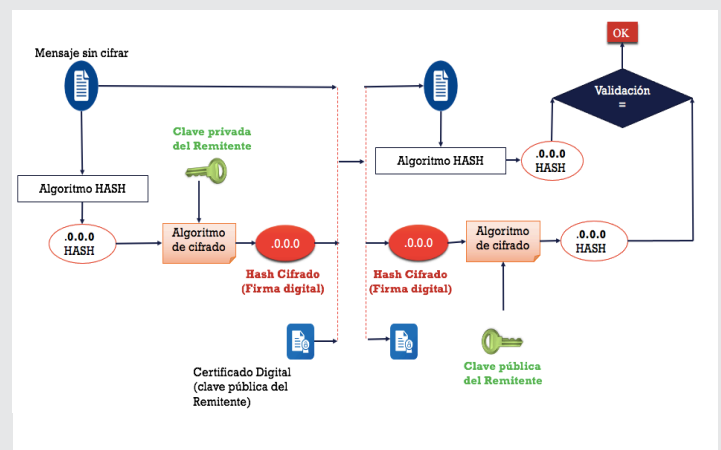 OK
Mensaje sin cifrar
Validación
=
Clave privada
del Remitente
Algoritmo HASH
.0.0.0
HASH
Algoritmo HASH
.0.0.0
HASH
Algoritmo
de cifrado
.0.0.0
Hash Cifrado
(Firma digital)
.0.0.0
Hash Cifrado
(Firma digital)
Algoritmo
de cifrado
.0.0.0
HASH
Certificado Digital
(clave pública del
Remitente)
Clave pública
del Remitente